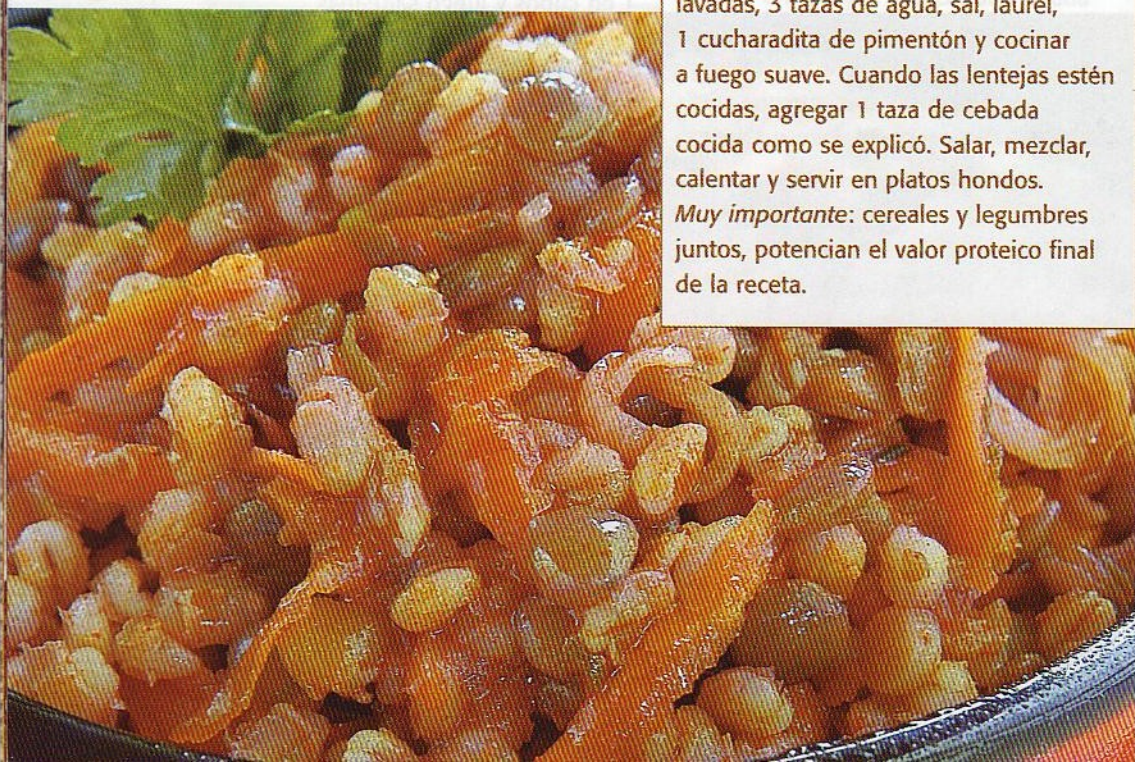 lavadas, 3 tazas de agua, sal, laurel,
1 cucharadita de pimentón y cocinar
a fuego suave. Cuando las lentejas estén
cocidas, agregar 1 taza de cebada
cocida como se explicó. Salar, mezclar,
calentar y servir en platos hondos.
Muy importante: cereales y legumbres
juntos, potencian el valor proteico final
de la receta.